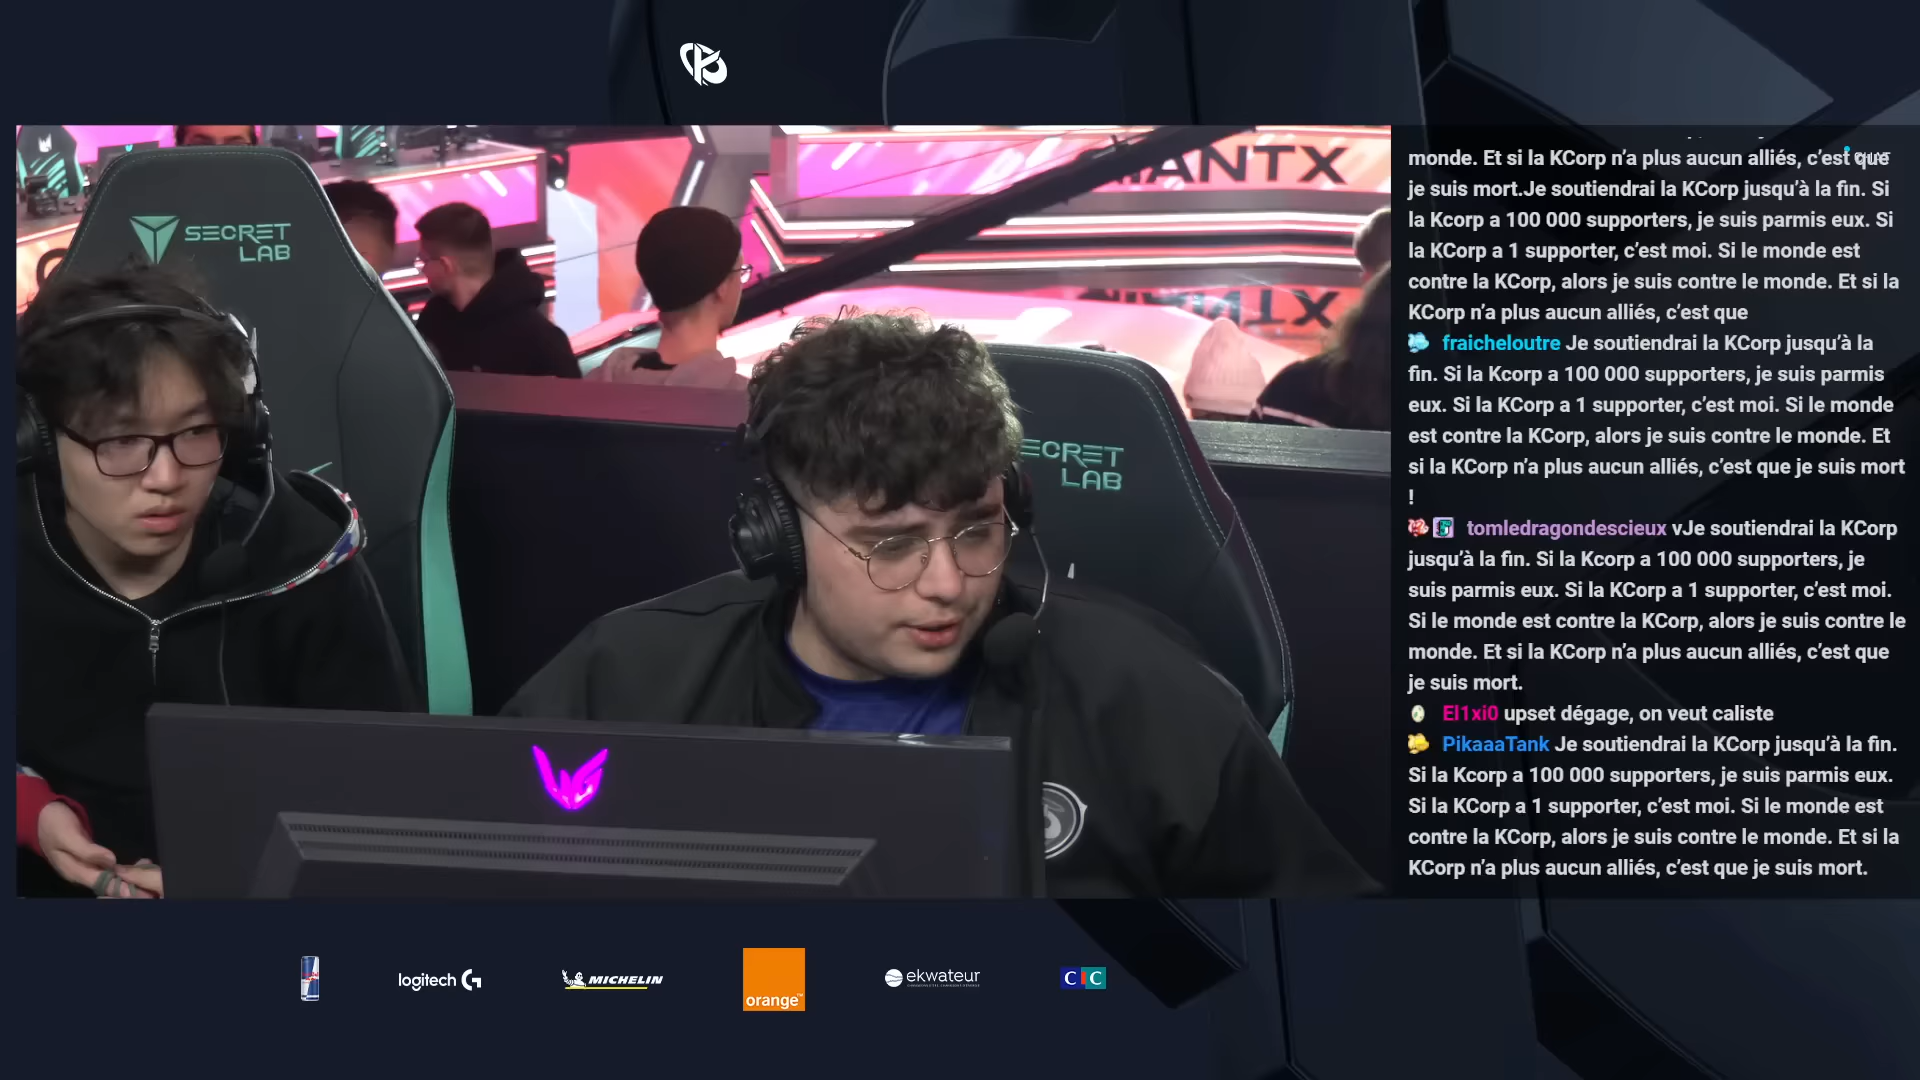 SECRET
LAB
ANTX
ECRET
LAB
CHAT
monde. Et si la KCorp n’a plus aucun alliés, c’est que
je suis mort.Je soutiendrai la KCorp jusqu’à la fin. Si
la Kcorp a 100 000 supporters, je suis parmis eux. Si
la KCorp a 1 supporter, c’est moi. Si le monde est
contre la KCorp, alors je suis contre le monde. Et si la
KCorp n’a plus aucun alliés, c’est que
fraicheloutre Je soutiendrai la KCorp jusqu’à la
fin. Si la Kcorp a 100 000 supporters, je suis parmis
eux. Si la KCorp a 1 supporter, c’est moi. Si le monde
est contre la KCorp, alors je suis contre le monde. Et
si la KCorp n’a plus aucun alliés, c’est que je suis mort
!
tomledragondescieux vJe soutiendrai la KCorp
jusqu’à la fin. Si la Kcorp a 100 000 supporters, je
suis parmis eux. Si la KCorp a 1 supporter, c’est moi.
Si le monde est contre la KCorp, alors je suis contre le
monde. Et si la KCorp n’a plus aucun alliés, c’est que
je suis mort.
El1xi0 upset dégage, on veut caliste
PikaaaTank Je soutiendrai la KCorp jusqu’à la fin.
Si la Kcorp a 100 000 supporters, je suis parmis eux.
Si la KCorp a 1 supporter, c’est moi. Si le monde est
contre la KCorp, alors je suis contre le monde. Et si la
KCorp n’a plus aucun alliés, c’est que je suis mort.
logitech G
MICHELIN
orange™
ekwateur
CIC